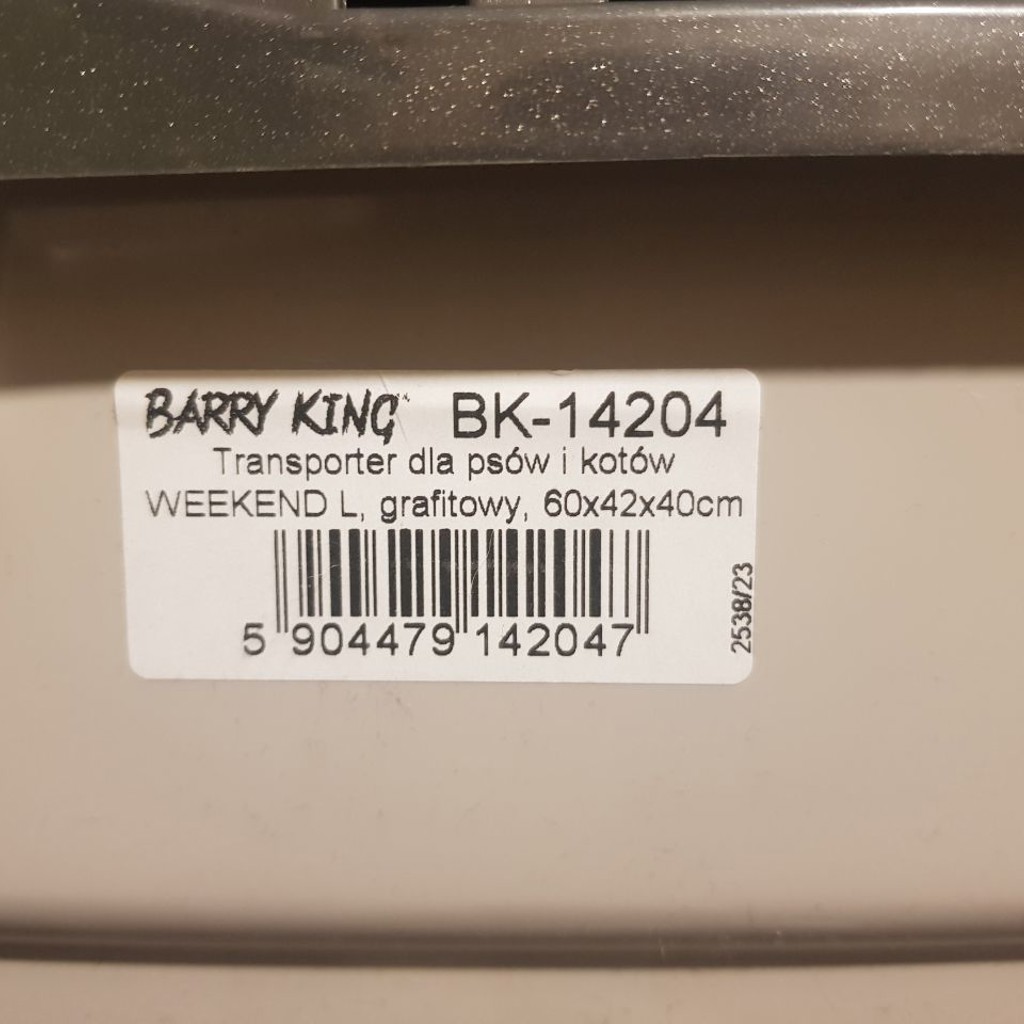 BARRY KING BK-14204
Transporter dla psów i kotów
WEEKEND L, grafitowy, 60x42x40cm
5 904479 142047
2538/23